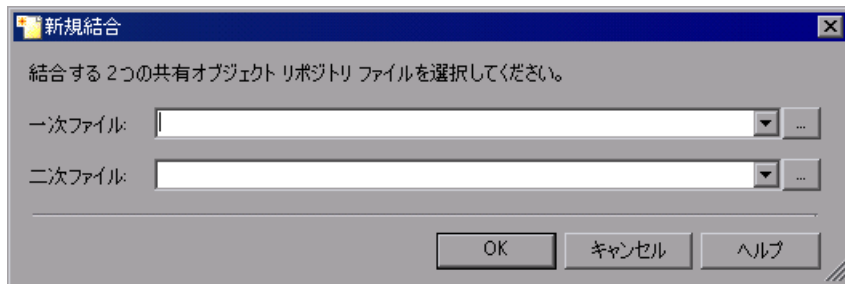 新規結合
結合する 2つの共有オブジェクト リポジトリ ファイルを選択してください。
一次ファイル:
...
二次ファイル:
...
OK キャンセル ヘルプ